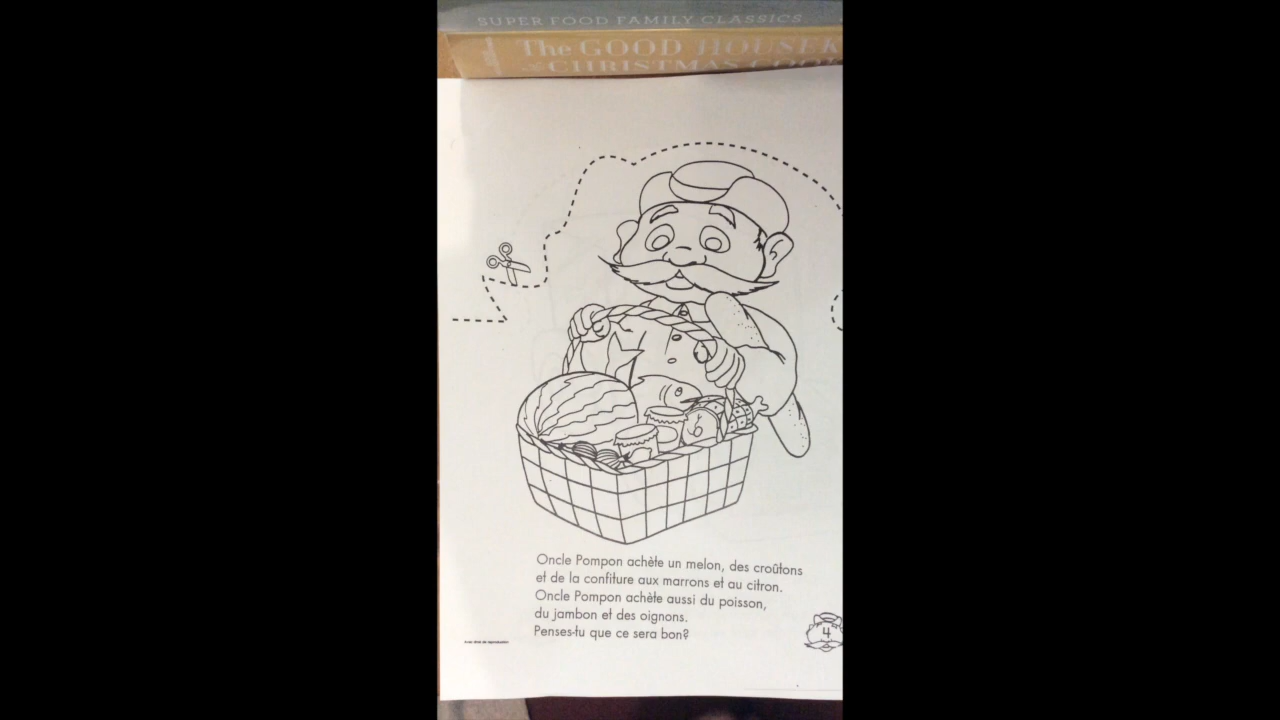 SUPER FOOD FAMILY CLASSICS
The GOOD
CHRISTMAS
Oncle Pompon achète un melon, des croûtons
et de la confiture aux marrons et au citron.
Oncle Pompon achète aussi du poisson,
du jambon et des oignons.
Penses-tu que ce sera bon?
4